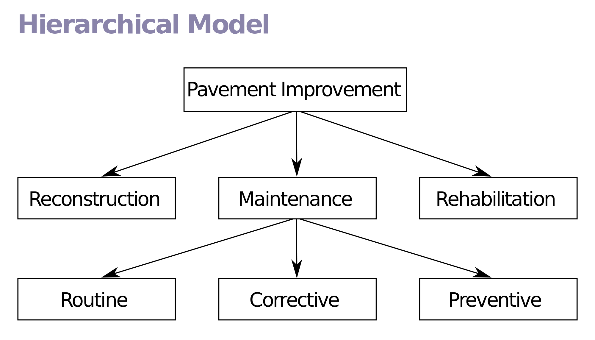 Hierarchical Model
Pavement Improvement
Reconstruction
Maintenance
Rehabilitation
Routine
Corrective
Preventive